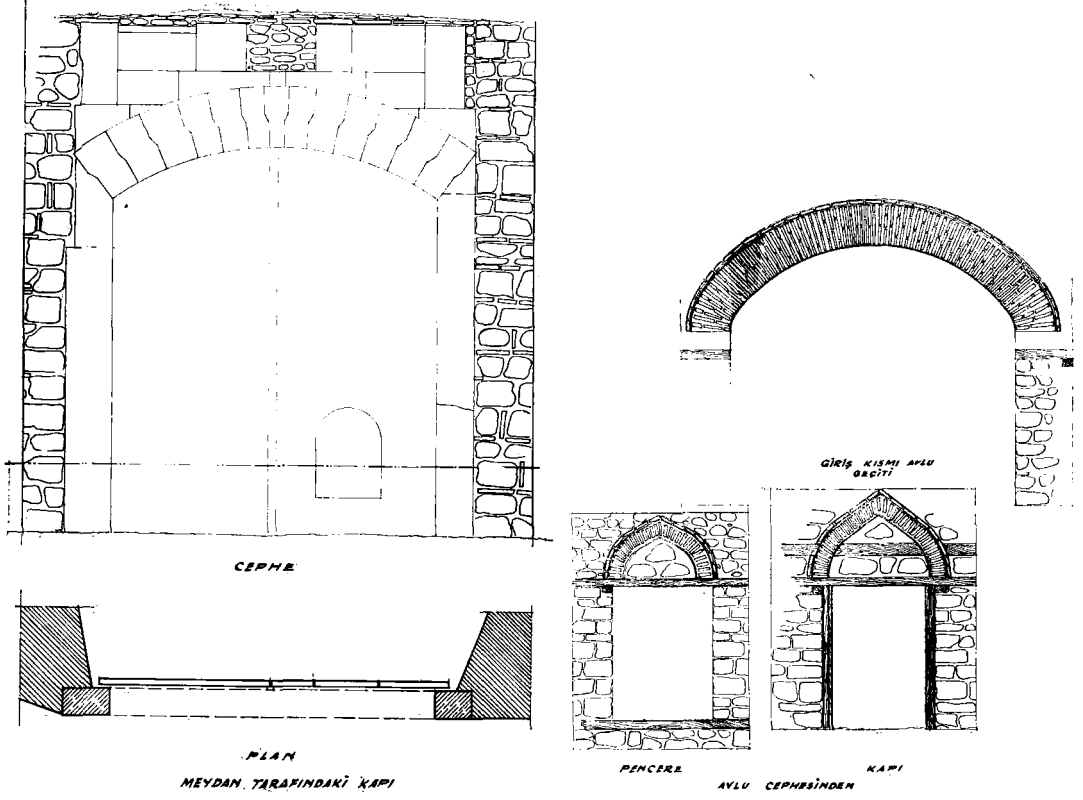 CEPHE
PLAN
MEYDAN TARAFINDAKİ KAPI
GİRİŞ KISMI AVLU
GEÇİTİ
PENCERE
KAPI
AVLU CEPHESİNDEN